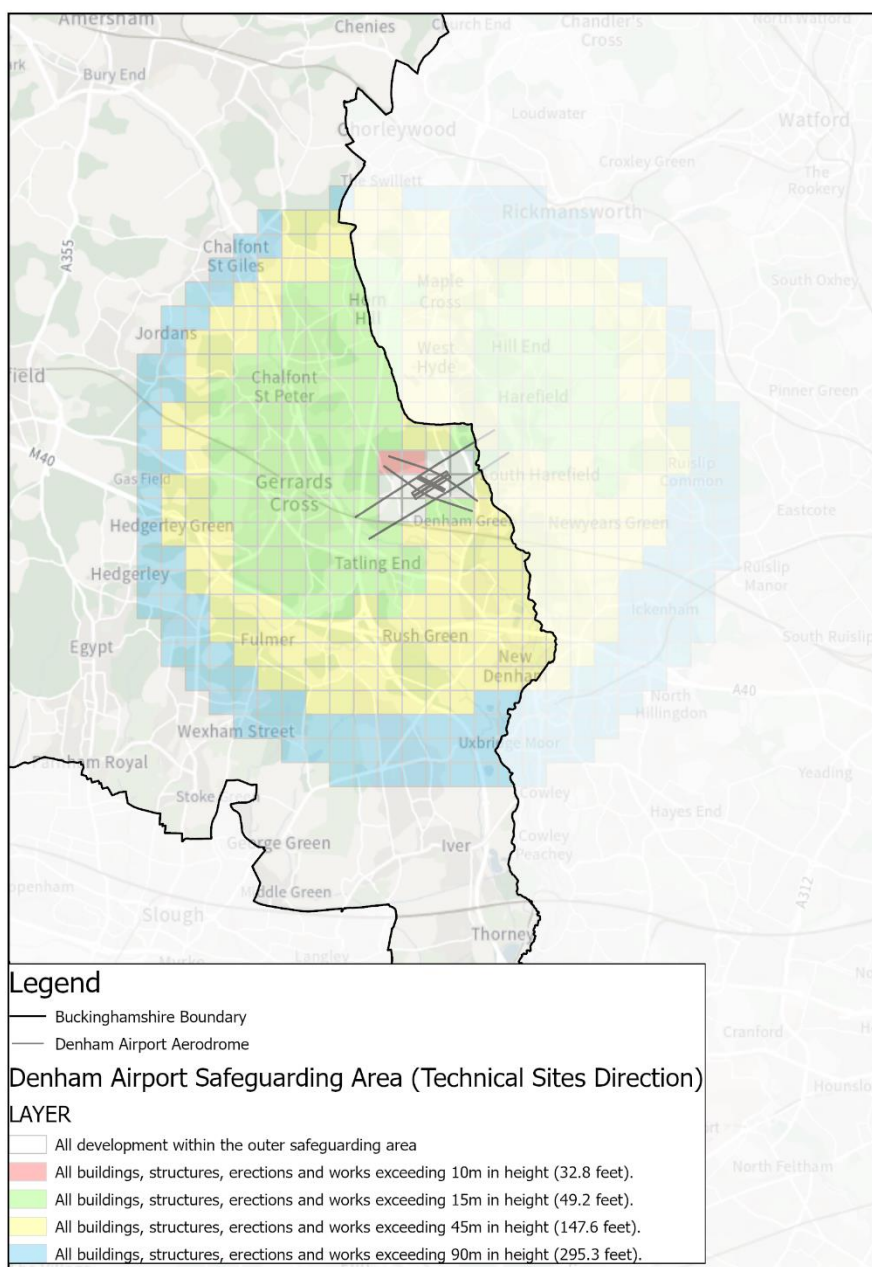 Amersham
Chenies
Church End
Chandler's
Cross
North Watford
Bury End
Loudwater
Watford
Chorleywood
Croxley Green
The
Rookery
The Swillett
Rickmansworth
A355
Chalfont
St Giles
South Oxhey
Maple
Cross
Horn
Hill
Jordans
West
Hyde
Hill End
field
Chalfont
St Peter
Harefield
Pinner Green
M40
Gas Field
Gerrards
Cross
South Harefield
Ruislip
Common
Eastcote
Hedgerley Green
Denham Green
Newyears Green
Hedgerley
Tatling End
Ruislip
Manor
Ickenham
Egypt
Fulmer
Rush Green
South Ruislip
New
Denham
North
Hillingdon
A40
Wexham Street
Uxbridge Moor
Farnham Royal
Yeading
Stoke Green
Cowley
Hayes End
George Green
Iver
Cowley
Peachey
Middle Green
A312
Slough
Thorney
Langley
Legend
Buckinghamshire Boundary
Denham Airport Aerodrome
Cranford
Denham Airport Safeguarding Area (Technical Sites Direction)
LAYER
All development within the outer safeguarding area
All buildings, structures, erections and works exceeding 10m in height (32.8 feet).
All buildings, structures, erections and works exceeding 15m in height (49.2 feet).
All buildings, structures, erections and works exceeding 45m in height (147.6 feet).
All buildings, structures, erections and works exceeding 90m in height (295.3 feet).
Hounslo
North Feltham